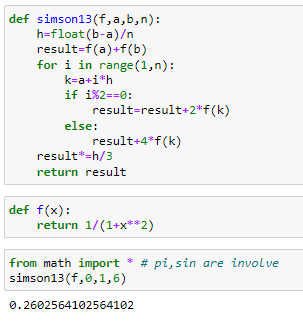 def simson13(f,a,b,n):
    h=float(b-a)/n
    result=f(a)+f(b)
    for i in range(1,n):
        k=a+i*h
        if i%2==0:
            result=result+2*f(k)
        else:
            result+4*f(k)
    result*=h/3
    return result
def f(x):
    return 1/(1+x**2)
from math import * # pi,sin are involve
simson13(f,0,1,6)
0.2602564102564102